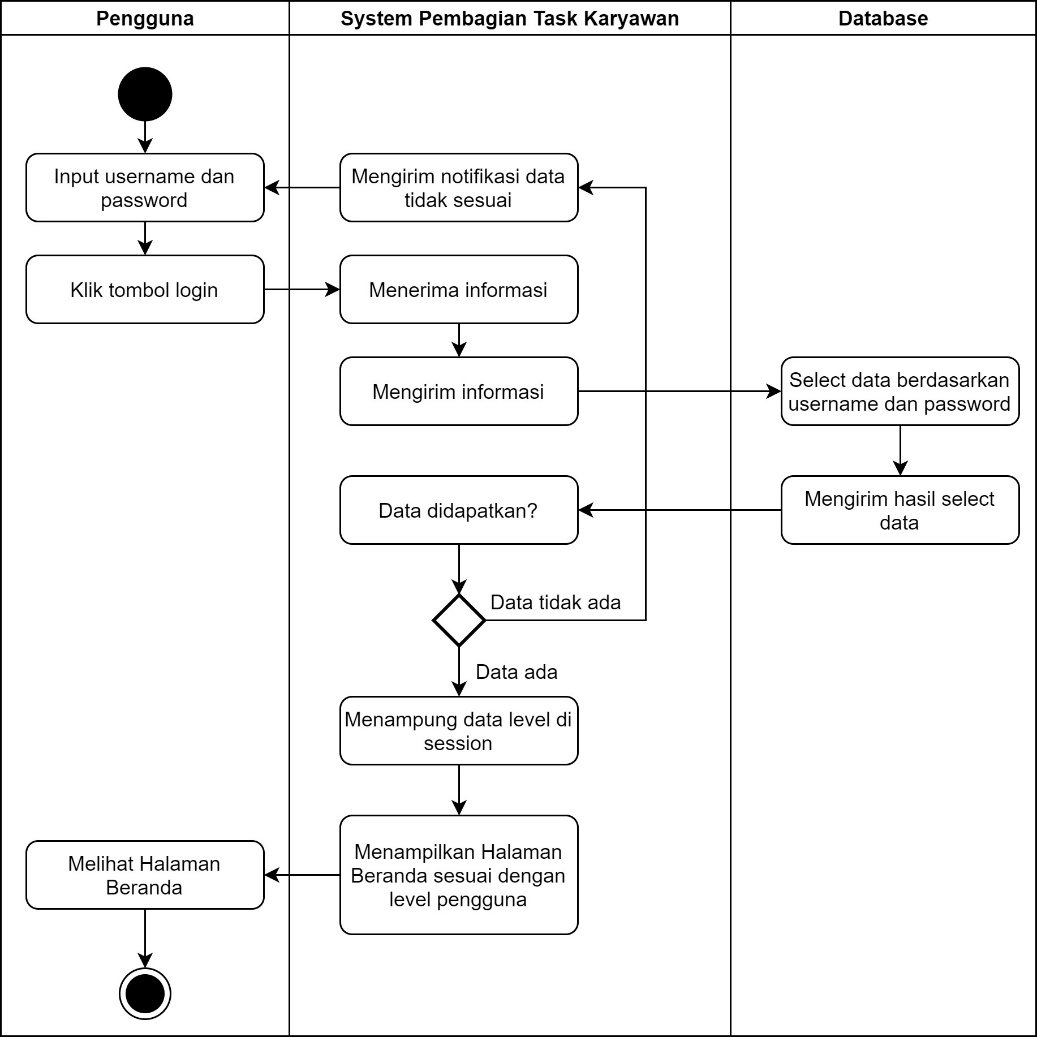 Pengguna
System Pembagian Task Karyawan
Database
Input username dan
password
Mengirim notifikasi data
tidak sesuai
Klik tombol login
Menerima informasi
Mengirim informasi
Select data berdasarkan
username dan password
Data didapatkan?
Mengirim hasil select
data
Data tidak ada
Data ada
Menampung data level di
session
Melihat Halaman
Beranda
Menampilkan Halaman
Beranda sesuai dengan
level pengguna